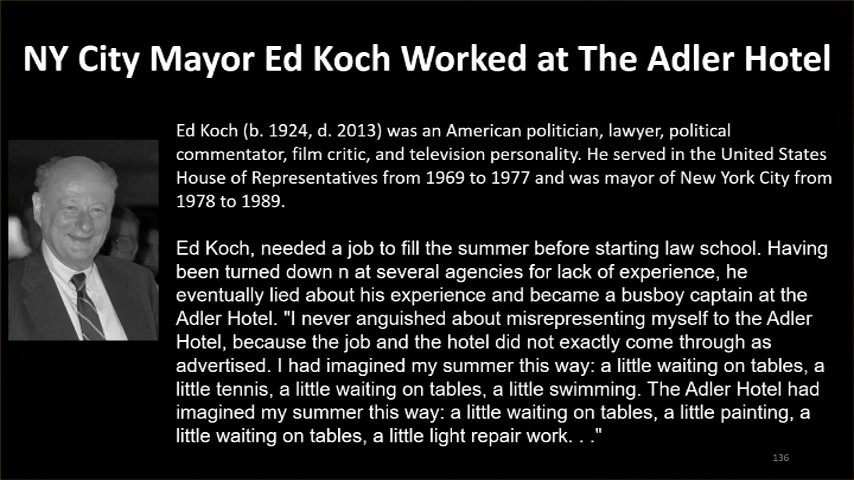 NY City Mayor Ed Koch Worked at The Adler Hotel
Ed Koch (b. 1924, d. 2013) was an American politician, lawyer, political
commentator, film critic, and television personality. He served in the United States
House of Representatives from 1969 to 1977 and was mayor of New York City from
1978 to 1989.
Ed Koch, needed a job to fill the summer before starting law school. Having
been turned down n at several agencies for lack of experience, he
eventually lied about his experience and became a busboy captain at the
Adler Hotel. "I never anguished about misrepresenting myself to the Adler
Hotel, because the job and the hotel did not exactly come through as
advertised. I had imagined my summer this way: a little waiting on tables, a
little tennis, a little waiting on tables, a little swimming. The Adler Hotel had
imagined my summer this way: a little waiting on tables, a little painting, a
little waiting on tables, a little light repair work. . ."
136